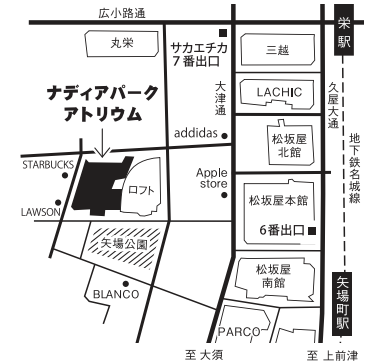 広小路通
栄駅
丸栄
サカエチカ
7番出口
三越
ナディアパーク
アトリウム
大津通
LACHIC
久屋大通
地下鉄名城線
addidas
松坂屋
北館
STARBUCKS
ロフト
Apple
store
松坂屋本館
LAWSON
6番出口
矢場公園
松坂屋
南館
BLANCO
矢場町駅
PARCO
至 大須
至 上前津